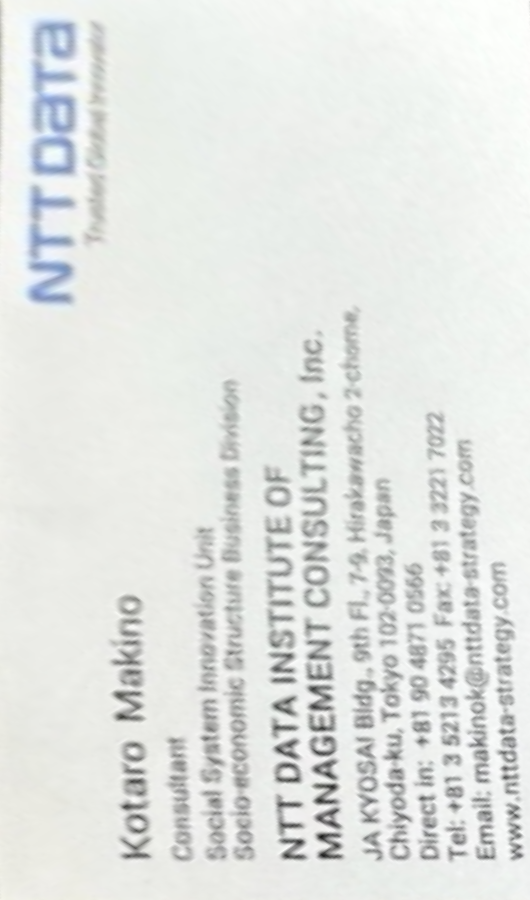 NTT DATA
Trusted Global Innovator
Kotaro Makino
Consultant
Social System Innovation Unit
Socio-economic Structure Business Division
NTT DATA INSTITUTE OF
MANAGEMENT CONSULTING, Inc.
JA KYOSAI Bldg., 9th Fl., 7-9, Hirakawacho 2-chome,
Chiyoda-ku, Tokyo 102-0093, Japan
Direct in: +81 90 4871 0566
Tel: +81 3 5213 4295 Fax: +81 3 3221 7022
Email: makinok@nttdata-strategy.com
www.nttdata-strategy.com